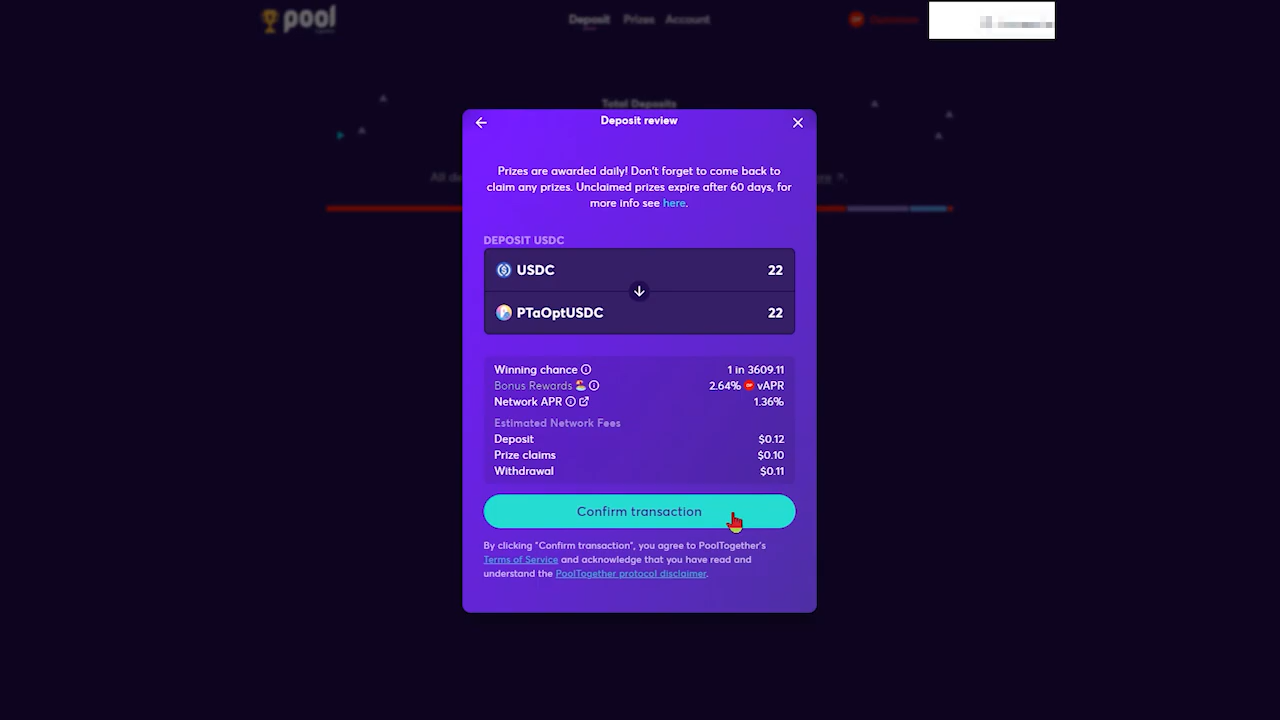 pool
Deposit Prizes Account
Total Deposits
Deposit review
Prizes are awarded daily! Don't forget to come back to
claim any prizes. Unclaimed prizes expire after 60 days, for
more info see here.
DEPOSIT USDC
USDC 22
PTaOptUSDC 22
Winning chance 1 in 3609.11
Bonus Rewards 2.64% OP vAPR
Network APR 1.36%
Estimated Network Fees
Deposit $0.12
Prize claims $0.10
Withdrawal $0.11
Confirm transaction
By clicking "Confirm transaction", you agree to PoolTogether's
Terms of Service and acknowledge that you have read and
understand the PoolTogether protocol disclaimer.